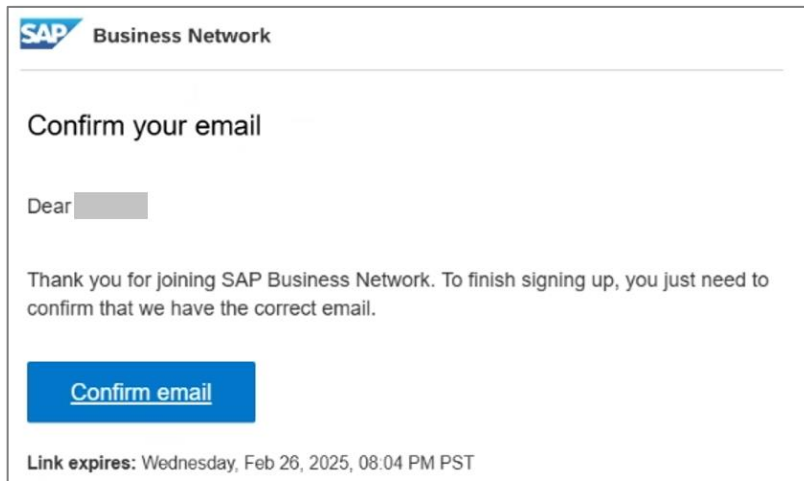 SAP Business Network
Confirm your email
Dear
Thank you for joining SAP Business Network. To finish signing up, you just need to
confirm that we have the correct email.
Confirm email
Link expires: Wednesday, Feb 26, 2025, 08:04 PM PST